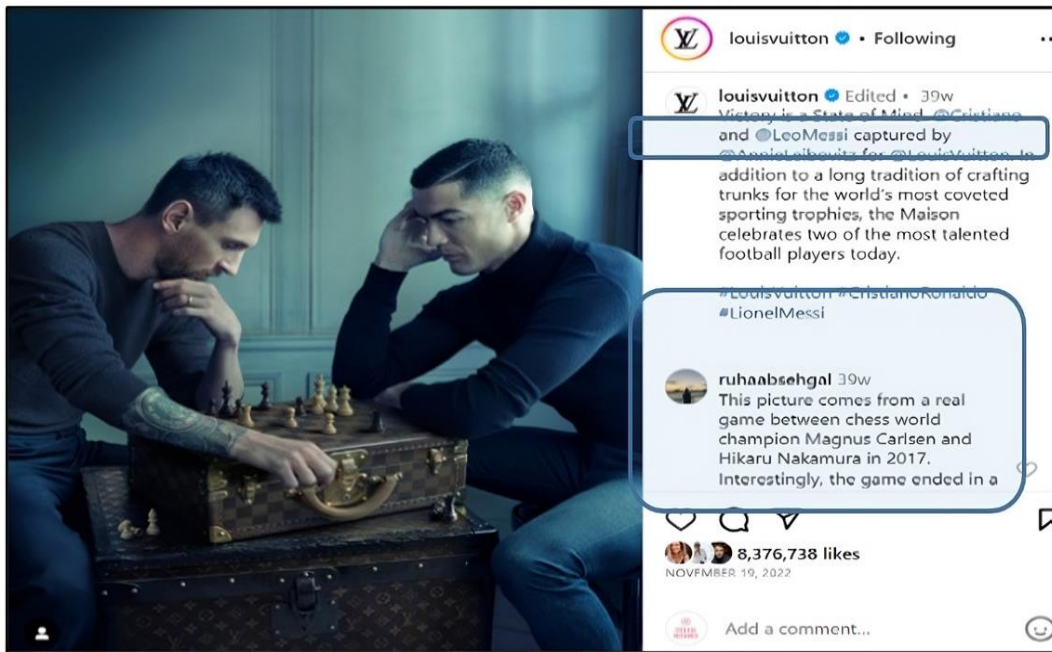 louisvuitton • Following
louisvuitton Edited • 39w
Victory is a State of Mind. @Cristiano
and @LeoMessi captured by
@AnnieLeibovitz for @LouisVuitton. In
addition to a long tradition of crafting
trunks for the world's most coveted
sporting trophies, the Maison
celebrates two of the most talented
football players today.
#LouisVuitton #CristianoRonaldo
#LionelMessi
ruhaabsehgal 39w
This picture comes from a real
game between chess world
champion Magnus Carlsen and
Hikaru Nakamura in 2017.
Interestingly, the game ended in a
8,376,738 likes
NOVEMBER 19, 2022
Add a comment...